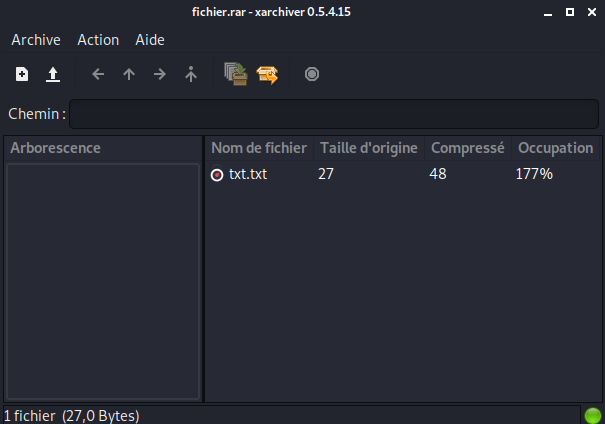 fichier.rar - xarchiver 0.5.4.15
Archive Action Aide
Chemin :
Arborescence Nom de fichier Taille d'origine Compressé Occupation
txt.txt 27 48 177%
1 fichier (27,0 Bytes)